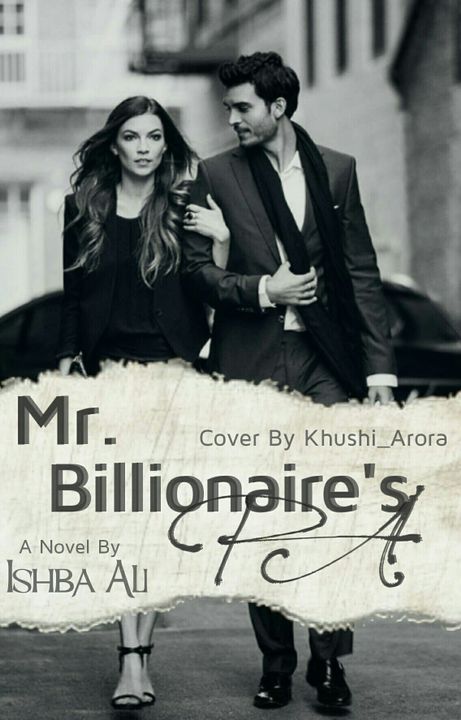 Mr.
Cover By Khushi_Arora
Billionaire's
PA
A Novel By
Ishba Ali